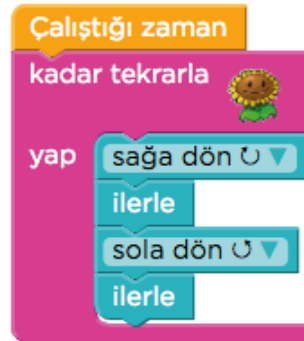 Çalıştığı zaman
kadar tekrarla
yap
sağa dön ↻ ▼
ilerle
sola dön ↺ ▼
ilerle